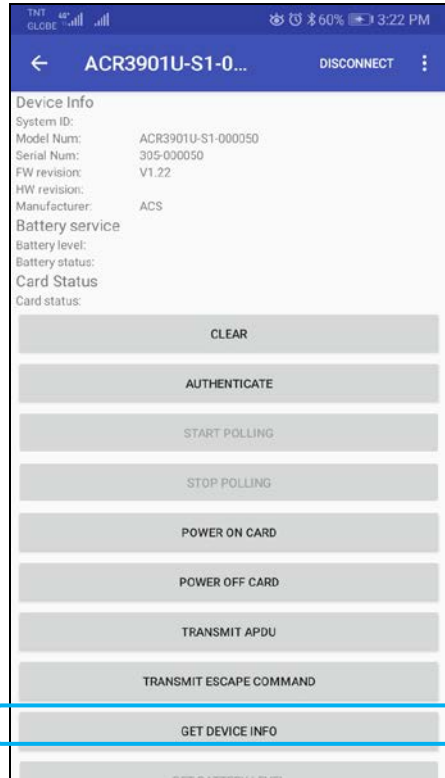 TNT
GLOBE
60% 3:22 PM
ACR3901U-S1-0... DISCONNECT
Device Info
System ID:
Model Num: ACR3901U-S1-000050
Serial Num: 305-000050
FW revision: V1.22
HW revision:
Manufacturer: ACS
Battery service
Battery level:
Battery status:
Card Status
Card status:
CLEAR
AUTHENTICATE
START POLLING
STOP POLLING
POWER ON CARD
POWER OFF CARD
TRANSMIT APDU
TRANSMIT ESCAPE COMMAND
GET DEVICE INFO